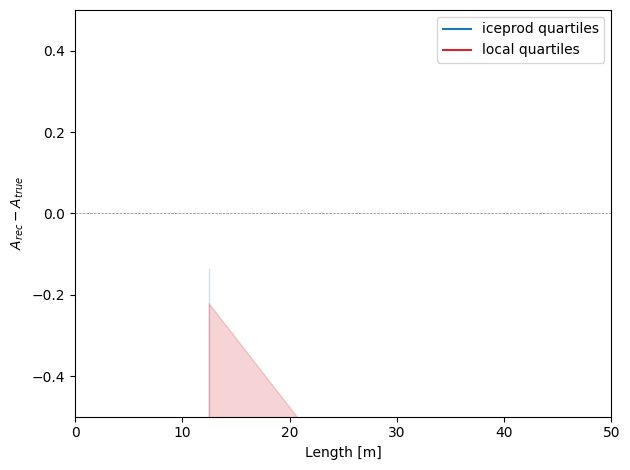 iceprod quartiles
local quartiles
0.4
0.2
0.0
−0.2
−0.4
A_rec − A_true
0 10 20 30 40 50
Length [m]